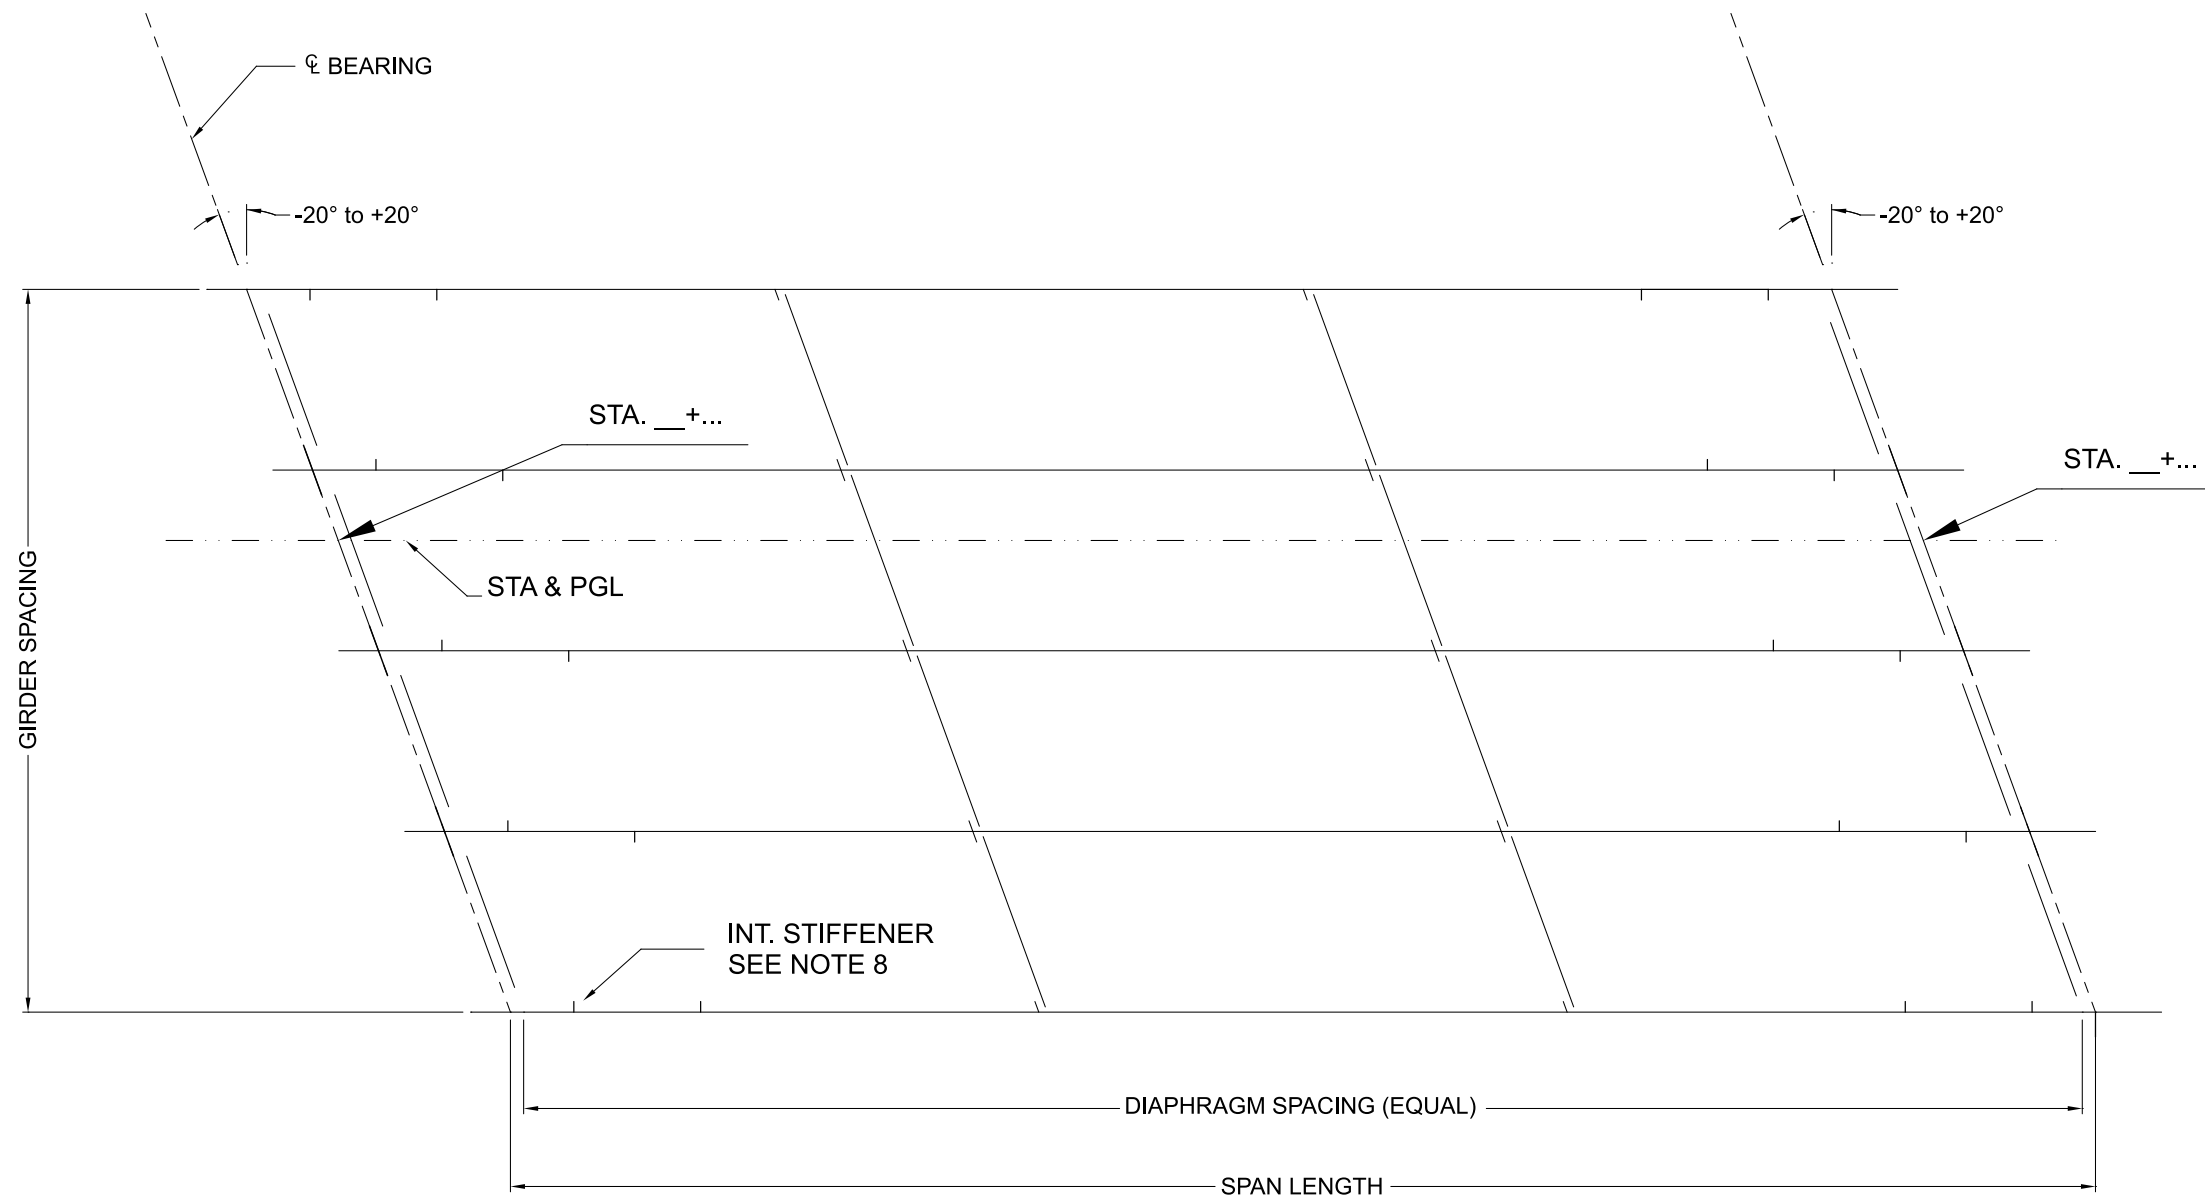 ℄ BEARING
-20° to +20°
-20° to +20°
STA. __+...
STA. __+...
STA & PGL
GIRDER SPACING
INT. STIFFENER
SEE NOTE 8
DIAPHRAGM SPACING (EQUAL)
SPAN LENGTH